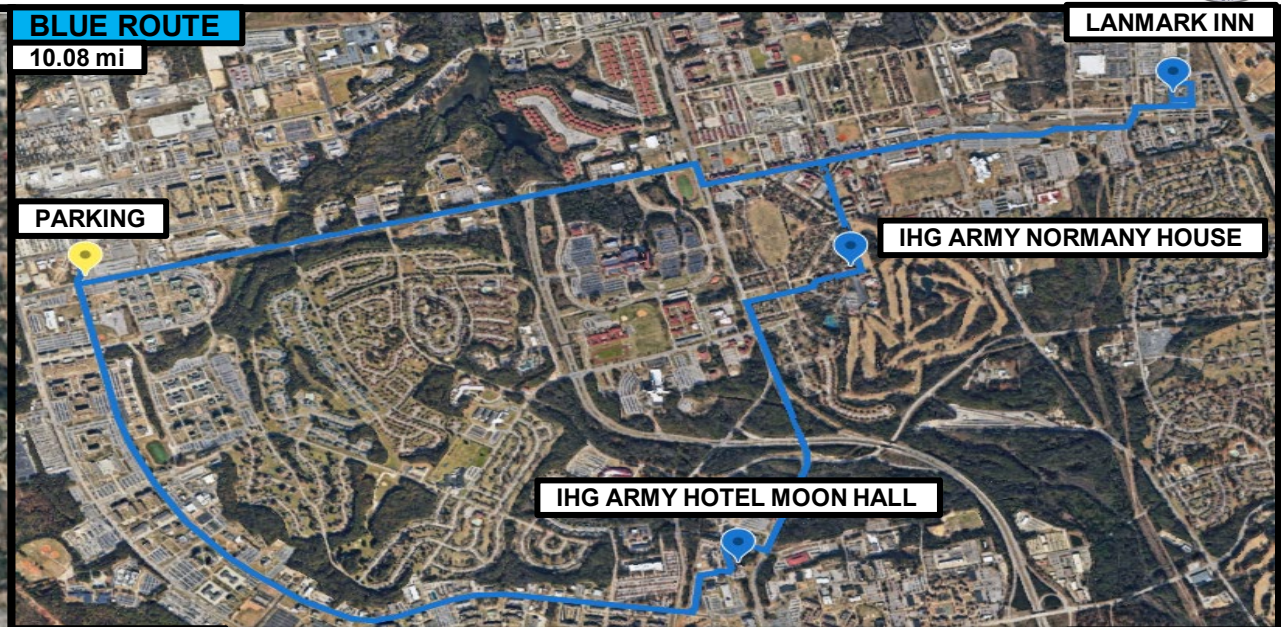 BLUE ROUTE
10.08 mi
LANMARK INN
PARKING
IHG ARMY NORMANY HOUSE
IHG ARMY HOTEL MOON HALL